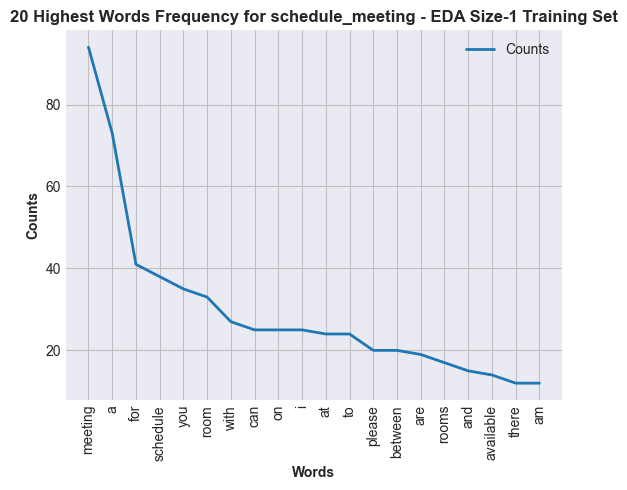 20 Highest Words Frequency for schedule_meeting - EDA Size-1 Training Set
Counts
Counts
80
60
40
20
meeting
a
for
schedule
you
room
with
can
on
i
at
to
please
between
are
rooms
and
available
there
am
Words